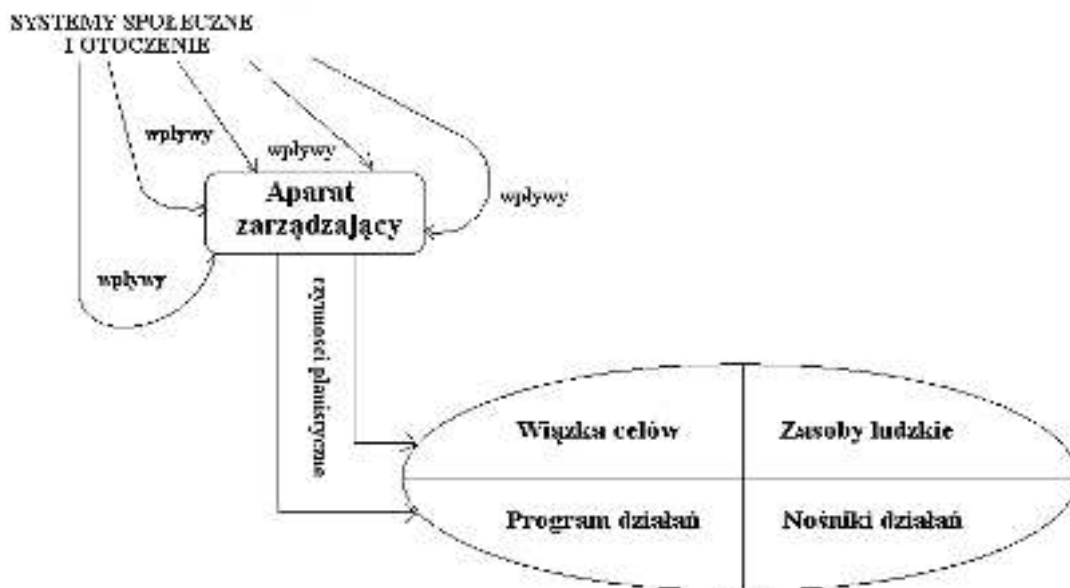 SYSTEMY SPOŁECZNE
I OTOCZENIE
wpływy
wpływy
wpływy
wpływy
Aparat
zarządzający
czynności planistyczne
Wiązka celów
Zasoby ludzkie
Program działań
Nośniki działań